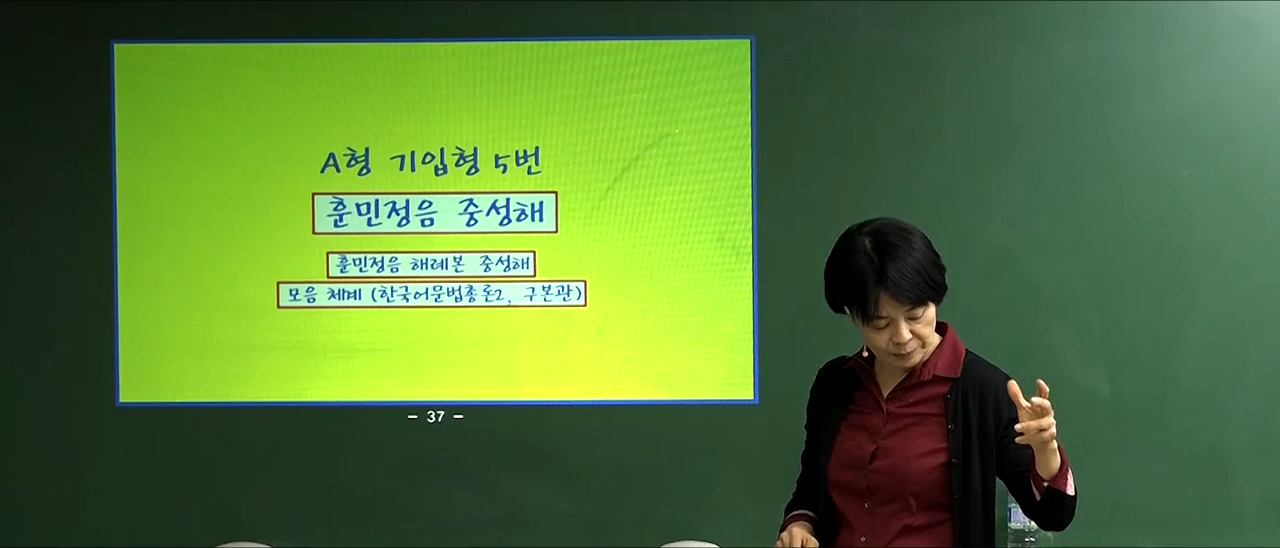 A형 기입형 5번
훈민정음 중성해
훈민정음 해례본 중성해
모음 체계 (한국어문법총론2, 구본관)
- 37 -